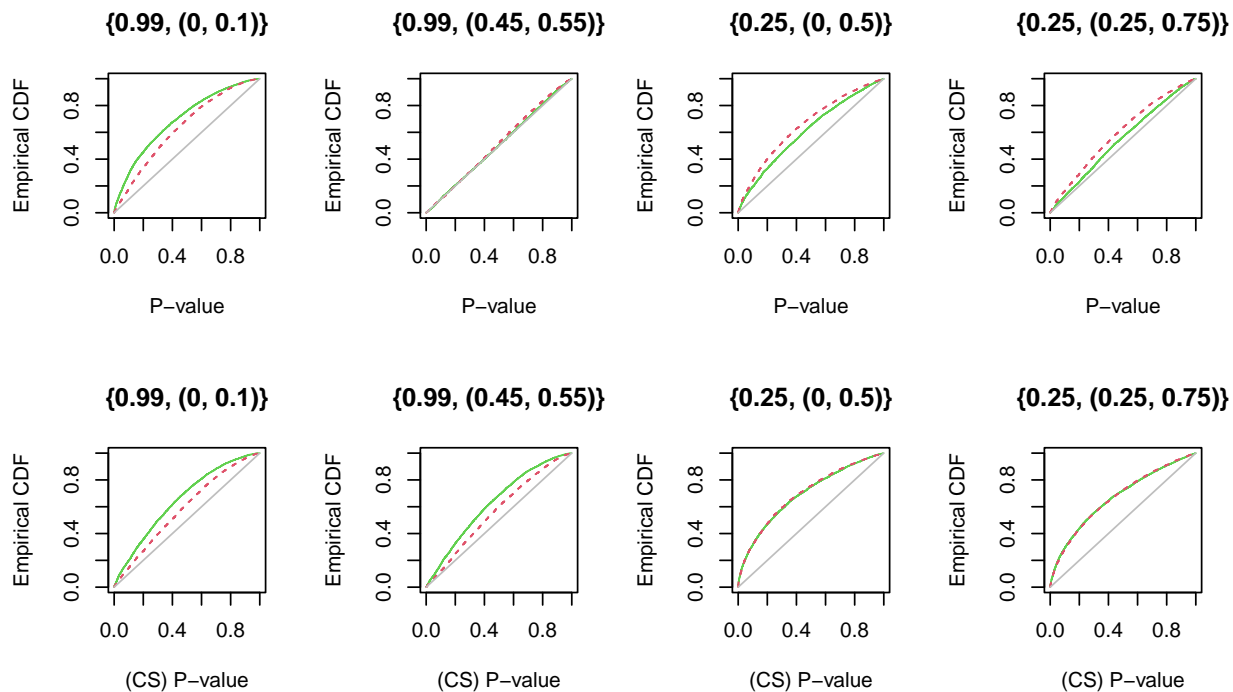 {0.99, (0, 0.1)}
Empirical CDF
0.0 0.4 0.8
0.0 0.4 0.8
P−value
{0.99, (0.45, 0.55)}
Empirical CDF
0.0 0.4 0.8
0.0 0.4 0.8
P−value
{0.25, (0, 0.5)}
Empirical CDF
0.0 0.4 0.8
0.0 0.4 0.8
P−value
{0.25, (0.25, 0.75)}
Empirical CDF
0.0 0.4 0.8
0.0 0.4 0.8
P−value
{0.99, (0, 0.1)}
Empirical CDF
0.0 0.4 0.8
0.0 0.4 0.8
(CS) P−value
{0.99, (0.45, 0.55)}
Empirical CDF
0.0 0.4 0.8
0.0 0.4 0.8
(CS) P−value
{0.25, (0, 0.5)}
Empirical CDF
0.0 0.4 0.8
0.0 0.4 0.8
(CS) P−value
{0.25, (0.25, 0.75)}
Empirical CDF
0.0 0.4 0.8
0.0 0.4 0.8
(CS) P−value